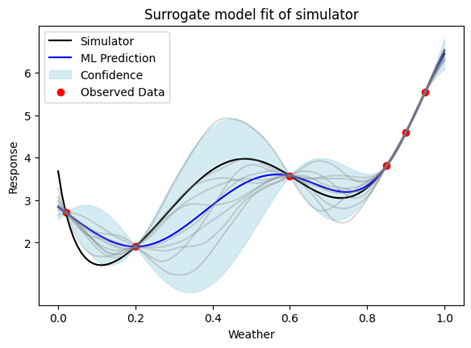 Surrogate model fit of simulator
Simulator
ML Prediction
Confidence
Observed Data
6
5
4
3
2
Response
0.0 0.2 0.4 0.6 0.8 1.0
Weather